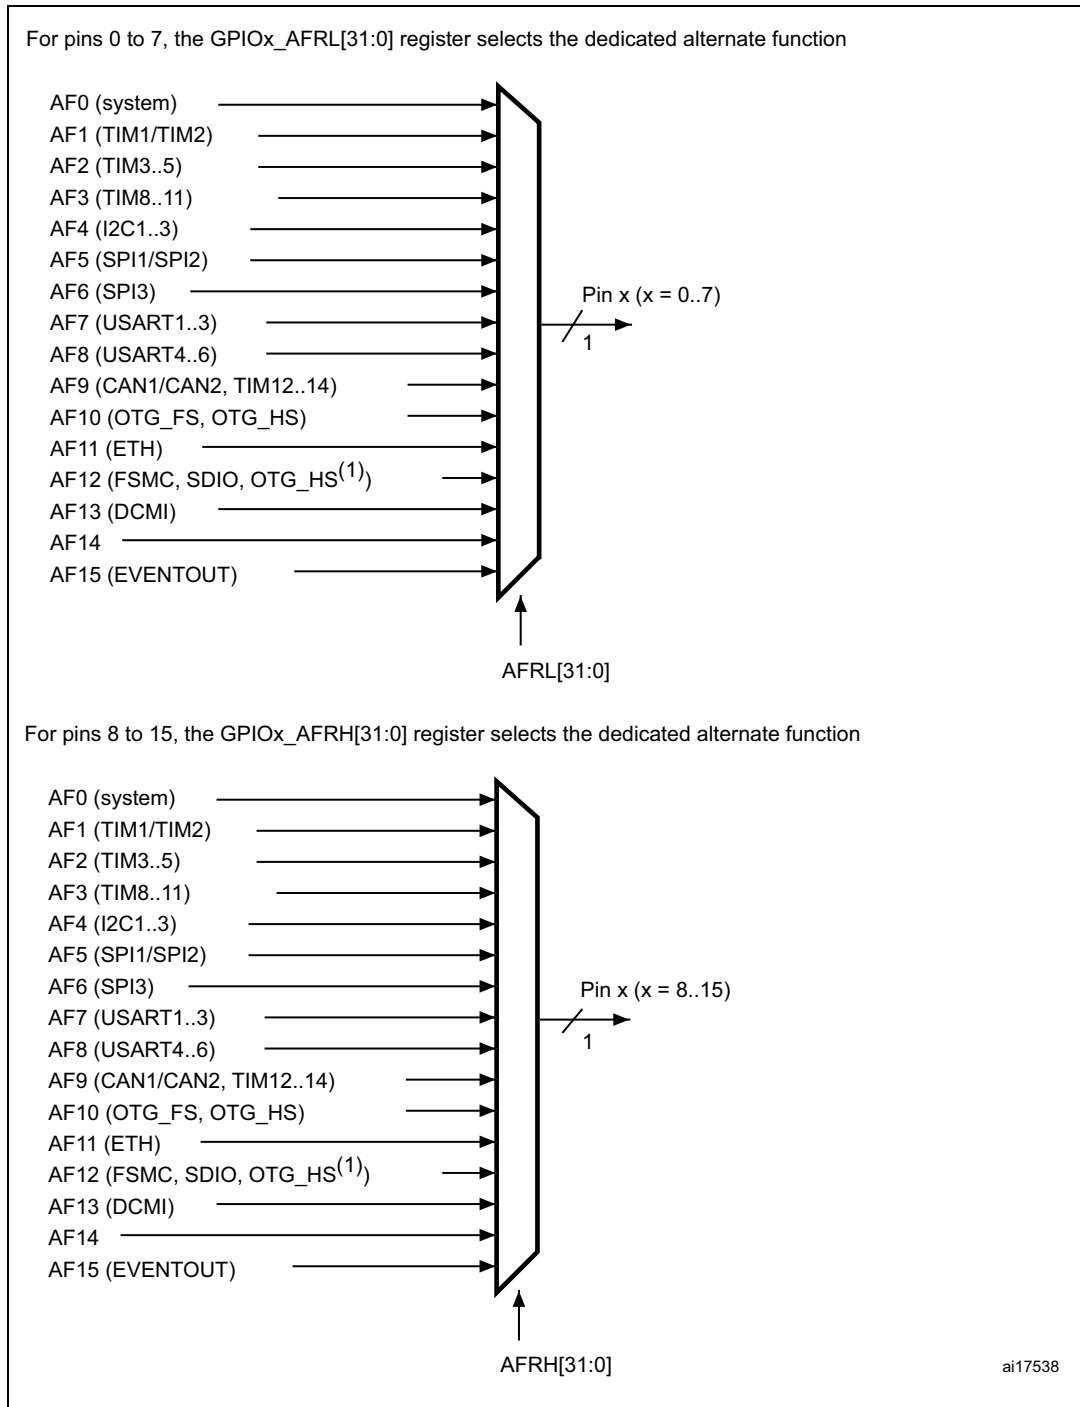 For pins 0 to 7, the GPIOx_AFRL[31:0] register selects the dedicated alternate function
AF0 (system)
AF1 (TIM1/TIM2)
AF2 (TIM3..5)
AF3 (TIM8..11)
AF4 (I2C1..3)
AF5 (SPI1/SPI2)
AF6 (SPI3)
AF7 (USART1..3)
AF8 (USART4..6)
AF9 (CAN1/CAN2, TIM12..14)
AF10 (OTG_FS, OTG_HS)
AF11 (ETH)
AF12 (FSMC, SDIO, OTG_HS(1))
AF13 (DCMI)
AF14
AF15 (EVENTOUT)
Pin x (x = 0..7)
1
AFRL[31:0]
For pins 8 to 15, the GPIOx_AFRH[31:0] register selects the dedicated alternate function
AF0 (system)
AF1 (TIM1/TIM2)
AF2 (TIM3..5)
AF3 (TIM8..11)
AF4 (I2C1..3)
AF5 (SPI1/SPI2)
AF6 (SPI3)
AF7 (USART1..3)
AF8 (USART4..6)
AF9 (CAN1/CAN2, TIM12..14)
AF10 (OTG_FS, OTG_HS)
AF11 (ETH)
AF12 (FSMC, SDIO, OTG_HS(1))
AF13 (DCMI)
AF14
AF15 (EVENTOUT)
Pin x (x = 8..15)
1
AFRH[31:0]
ai17538